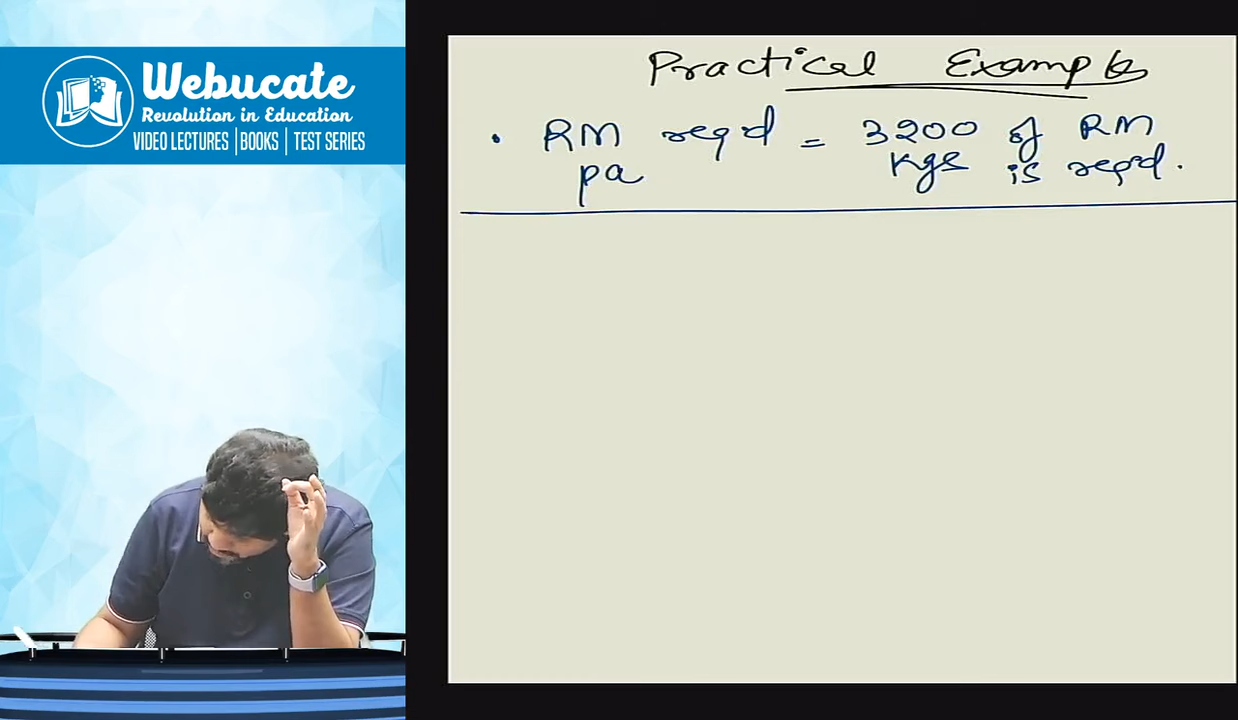 Webucate
Revolution in Education
VIDEO LECTURES | BOOKS | TEST SERIES
Practical Example
• RM reqd = 3200 of RM
pa kgs is reqd.